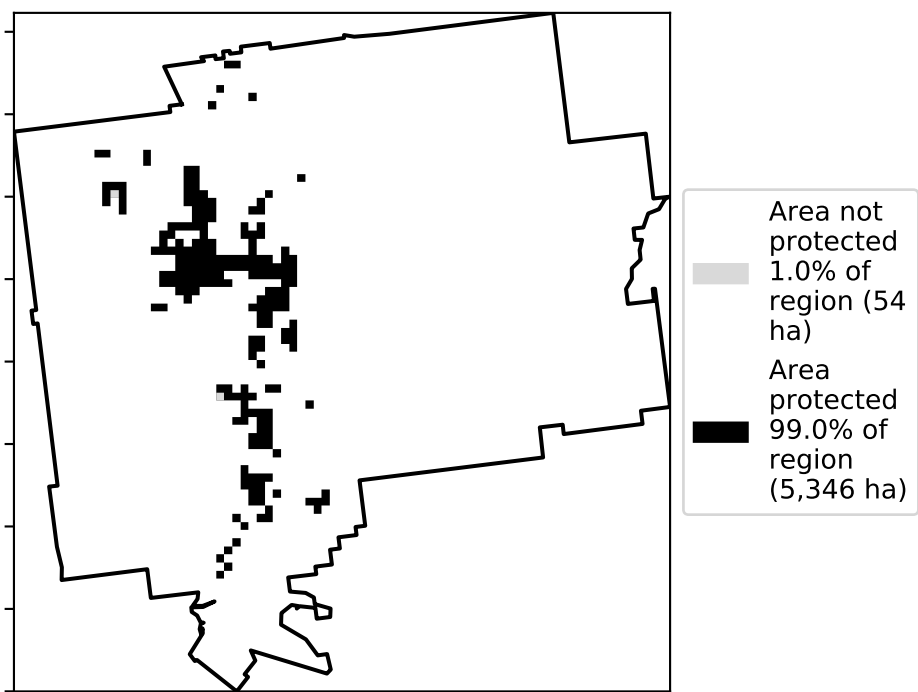 Area not
protected
1.0% of
region (54
ha)
Area
protected
99.0% of
region
(5,346 ha)